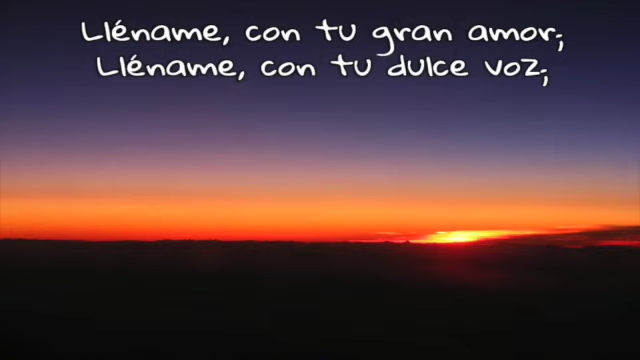 Lléname, con tu gran amor;
Lléname, con tu dulce voz;